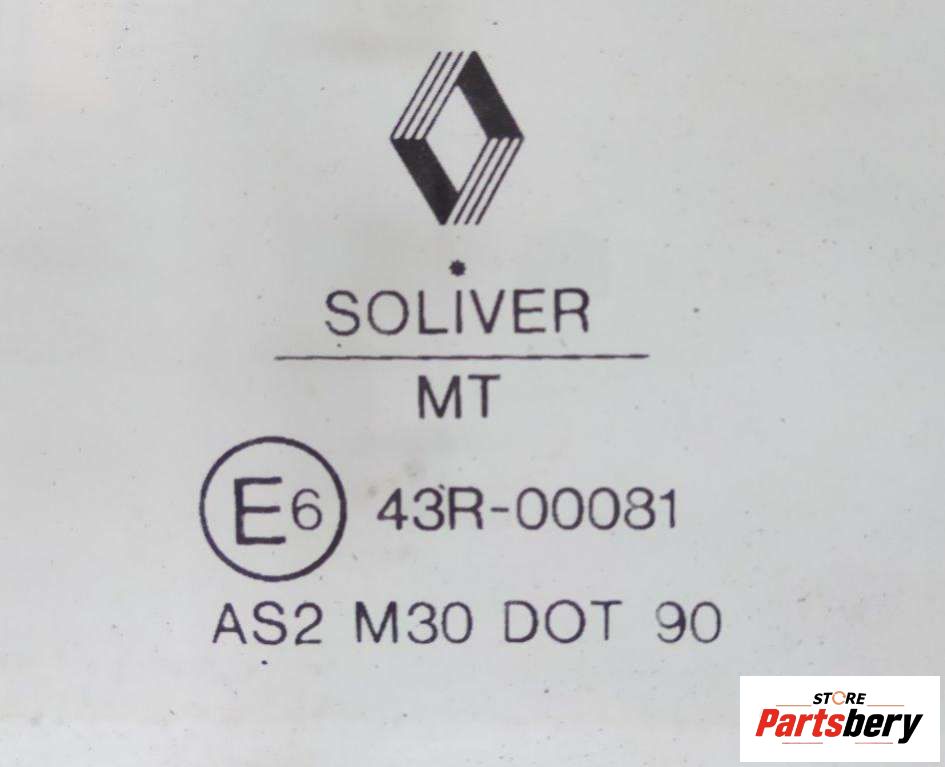 SOLIVER
MT
E6 43R-00081
AS2 M30 DOT 90
STORE
Partsbery